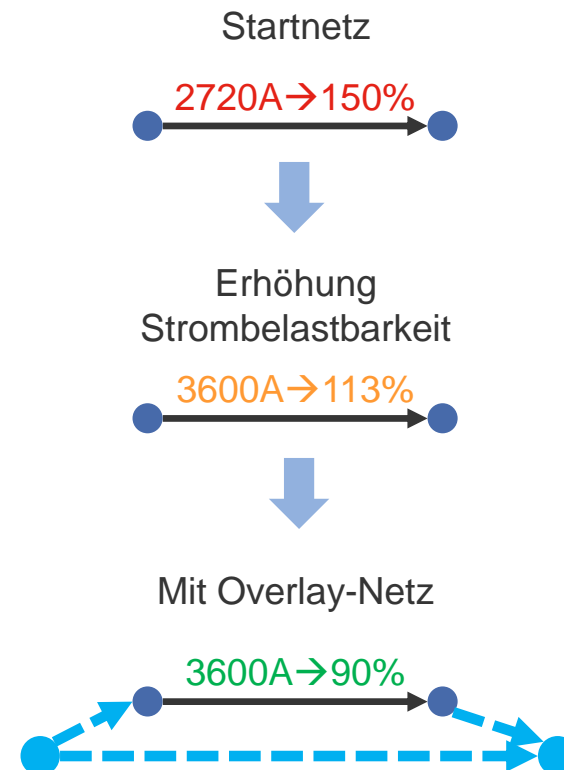 Startnetz
2720A→150%
Erhöhung
Strombelastbarkeit
3600A→113%
Mit Overlay-Netz
3600A→90%